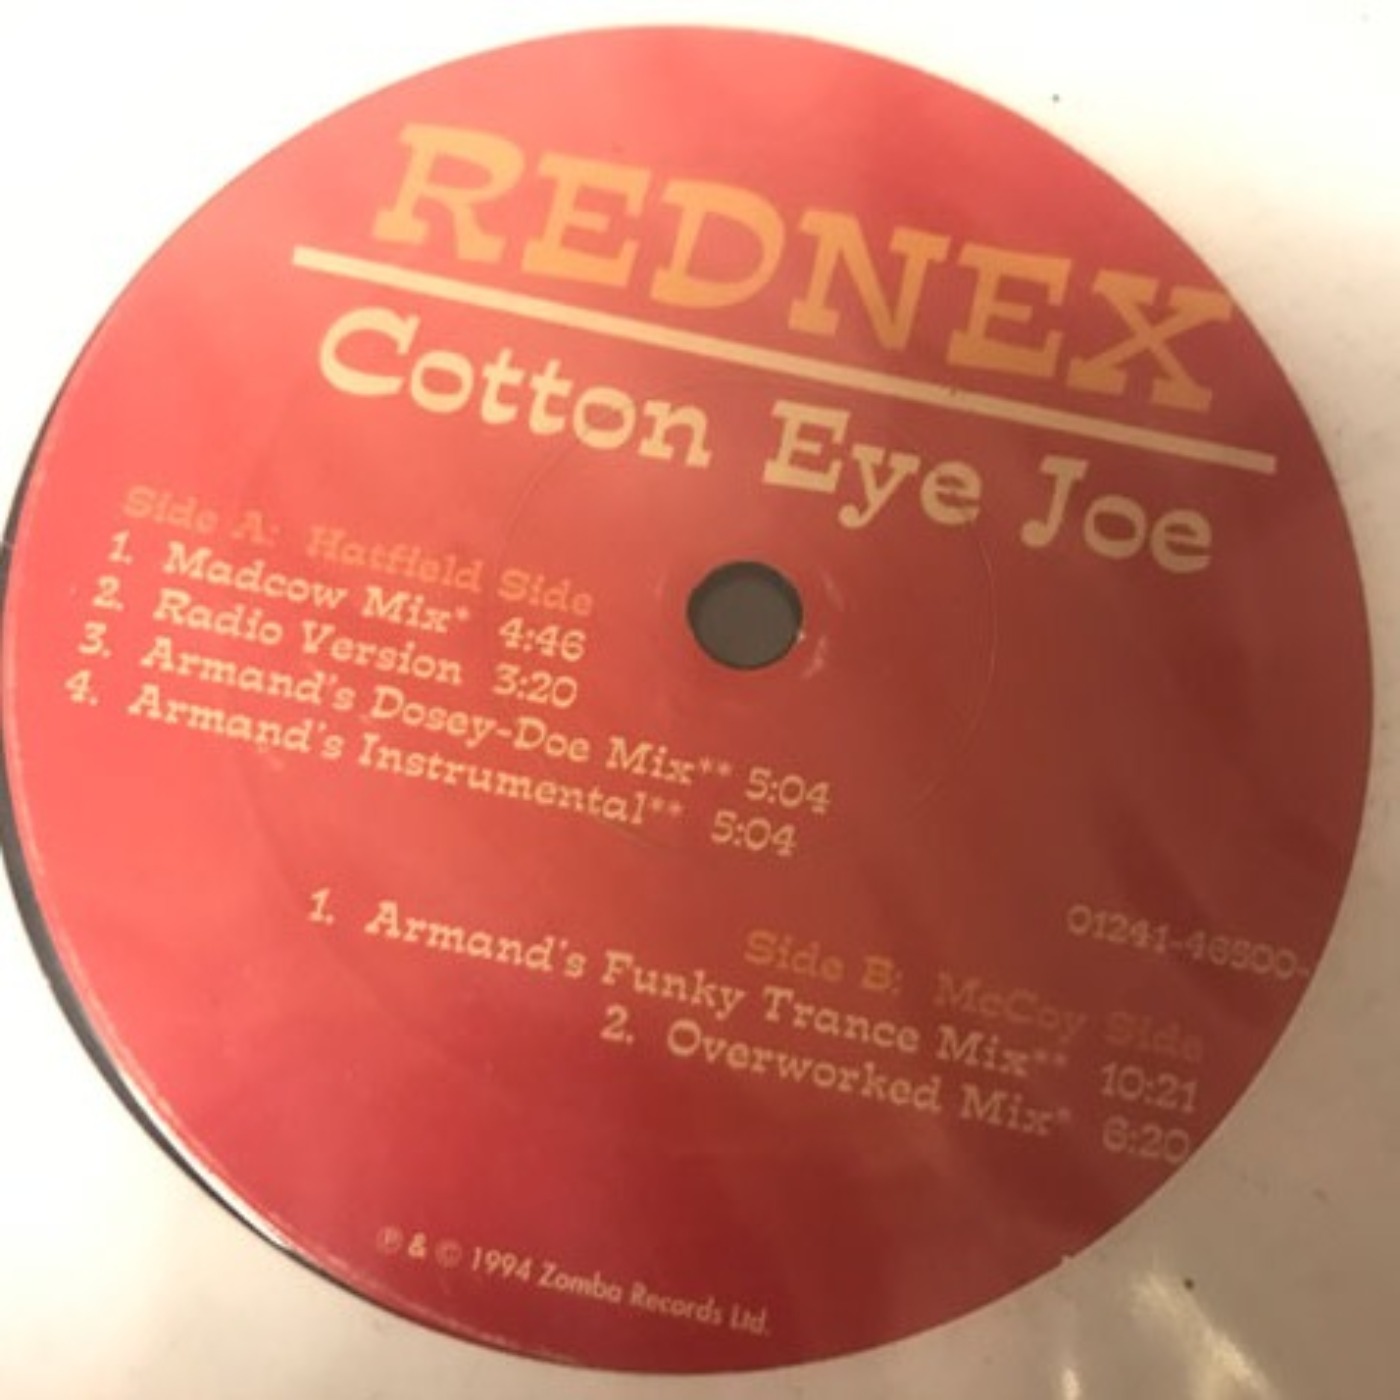 REDNEX
Cotton Eye Joe
Side A: Hatfield Side
1. Madcow Mix* 4:46
2. Radio Version 3:20
3. Armand's Dosey-Doe Mix** 5:04
4. Armand's Instrumental** 5:04
01241-46500-
Side B: McCoy Side
1. Armand's Funky Trance Mix** 10:21
2. Overworked Mix* 6:20
℗ & © 1994 Zomba Records Ltd.